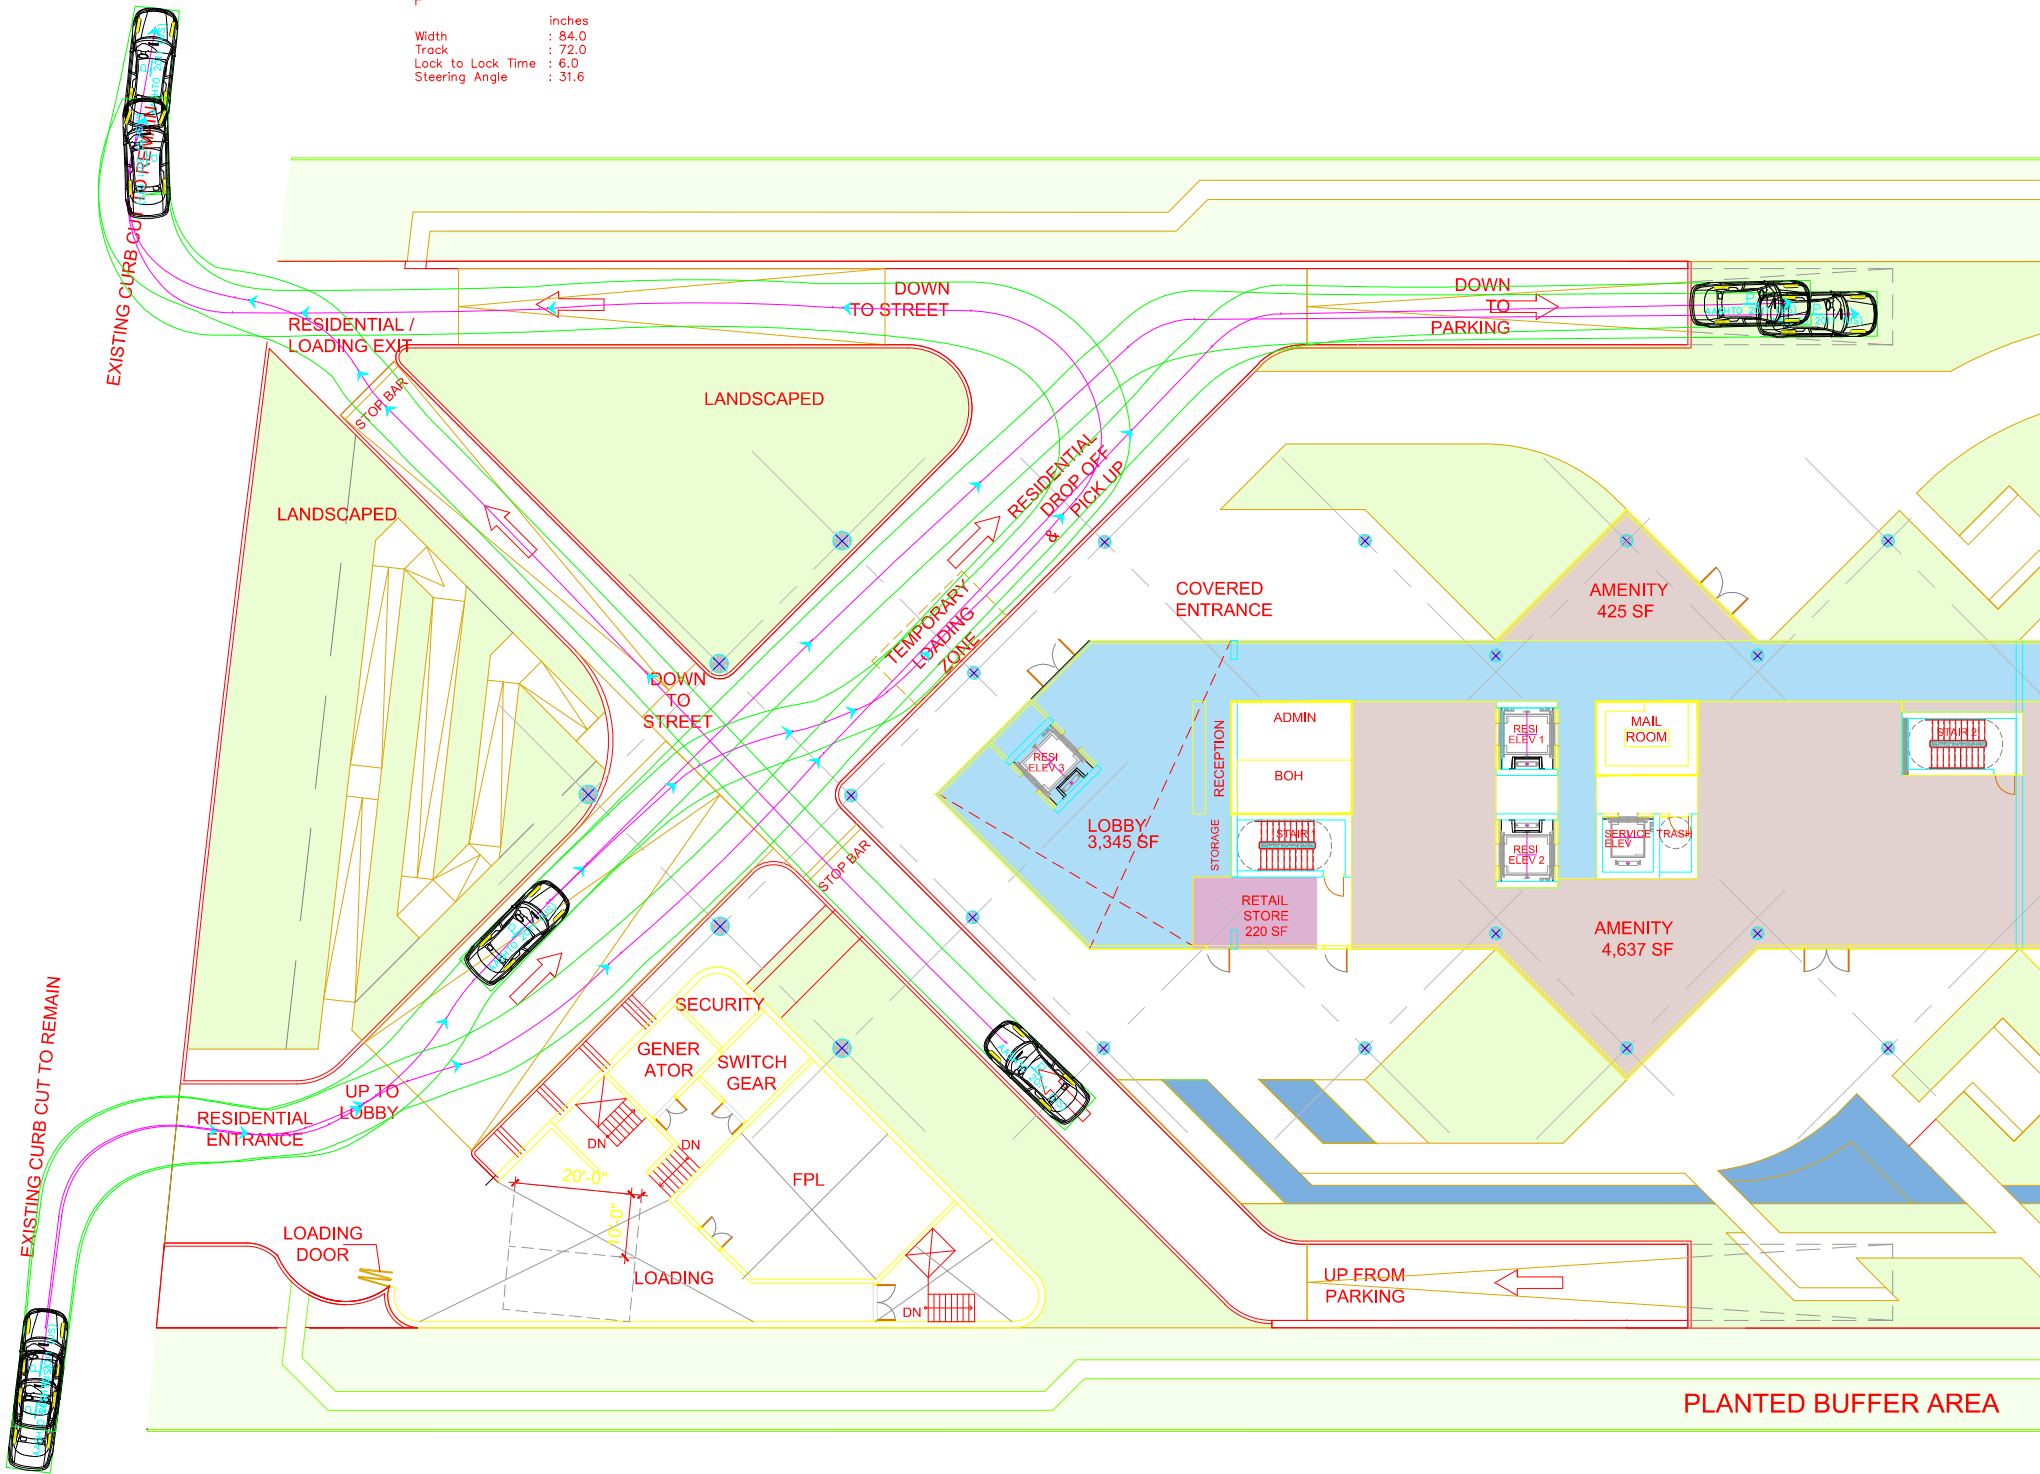 inches
Width : 84.0
Track : 72.0
Lock to Lock Time : 6.0
Steering Angle : 31.6
DOWN
TO STREET
DOWN
TO
PARKING
RESIDENTIAL /
LOADING EXIT
STOP BAR
LANDSCAPED
LANDSCAPED
RESIDENTIAL
DROP OFF
& PICK UP
TEMPORARY
LOADING
ZONE
COVERED
ENTRANCE
AMENITY
425 SF
DOWN
TO
STREET
RESI
ELEV 3
RECEPTION
ADMIN
BOH
RESI
ELEV 1
MAIL
ROOM
STAIR 2
LOBBY
3,345 SF
STORAGE
STAIR 1
RESI
ELEV 2
SERVICE
ELEV
TRASH
STOP BAR
RETAIL
STORE
220 SF
AMENITY
4,637 SF
SECURITY
GENER
ATOR
SWITCH
GEAR
EXISTING CURB CUT TO REMAIN
UP TO
LOBBY
RESIDENTIAL
ENTRANCE
DN
DN
20'-0"
10'-0"
FPL
LOADING
DOOR
LOADING
DN
UP FROM
PARKING
PLANTED BUFFER AREA